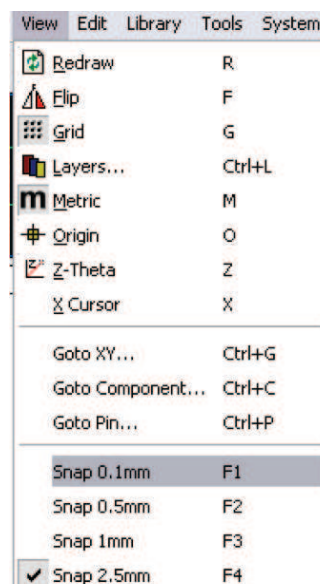 View Edit Library Tools System
Redraw R
Flip F
Grid G
Layers... Ctrl+L
m Metric M
Origin O
Z-Theta Z
X Cursor X
Goto XY... Ctrl+G
Goto Component... Ctrl+C
Goto Pin... Ctrl+P
Snap 0.1mm F1
Snap 0.5mm F2
Snap 1mm F3
Snap 2.5mm F4